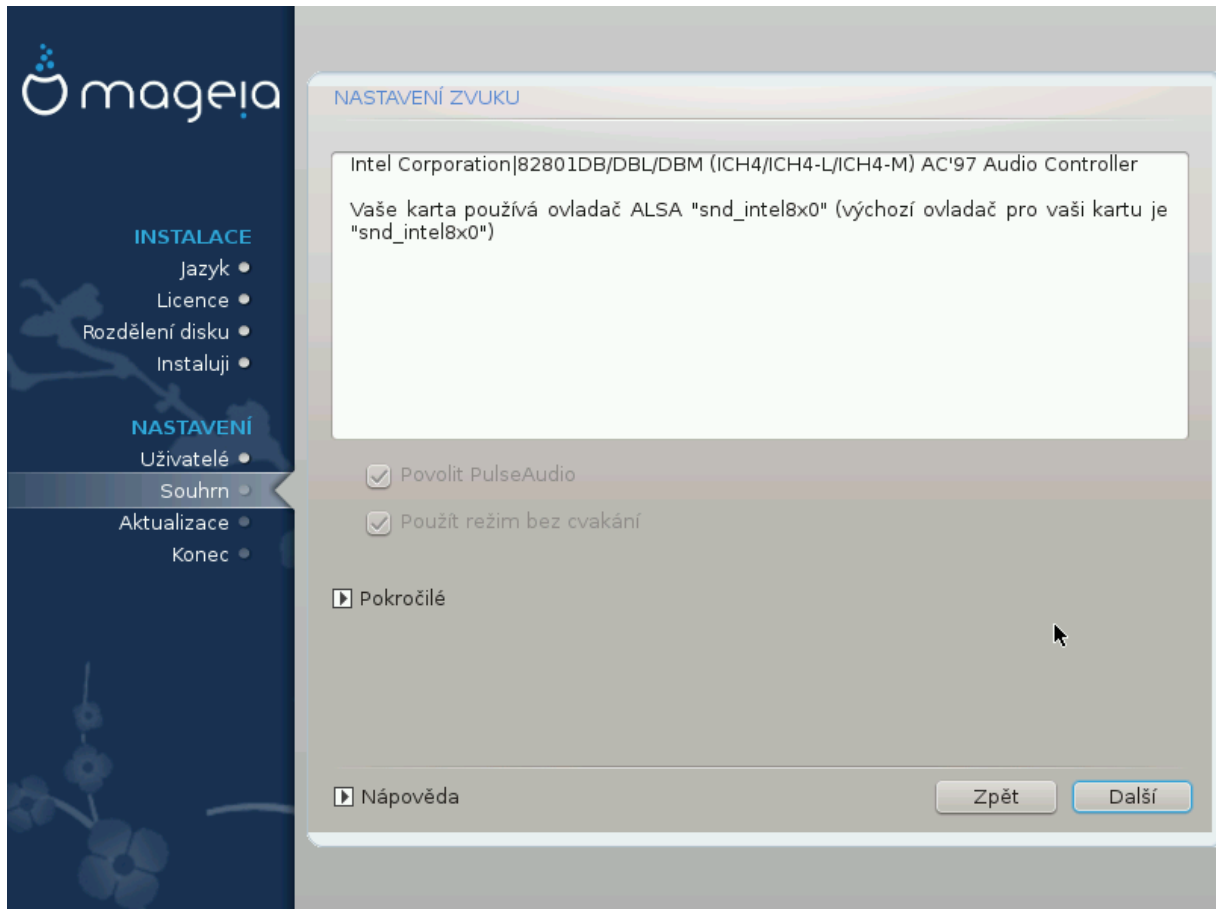 mageia
INSTALACE
Jazyk
Licence
Rozdělení disku
Instaluji
NASTAVENÍ
Uživatelé
Souhrn
Aktualizace
Konec
NASTAVENÍ ZVUKU
Intel Corporation|82801DB/DBL/DBM (ICH4/ICH4-L/ICH4-M) AC'97 Audio Controller
Vaše karta používá ovladač ALSA "snd_intel8x0" (výchozí ovladač pro vaši kartu je
"snd_intel8x0")
Povolit PulseAudio
Použít režim bez cvakání
Pokročilé
Nápověda
Zpět
Další